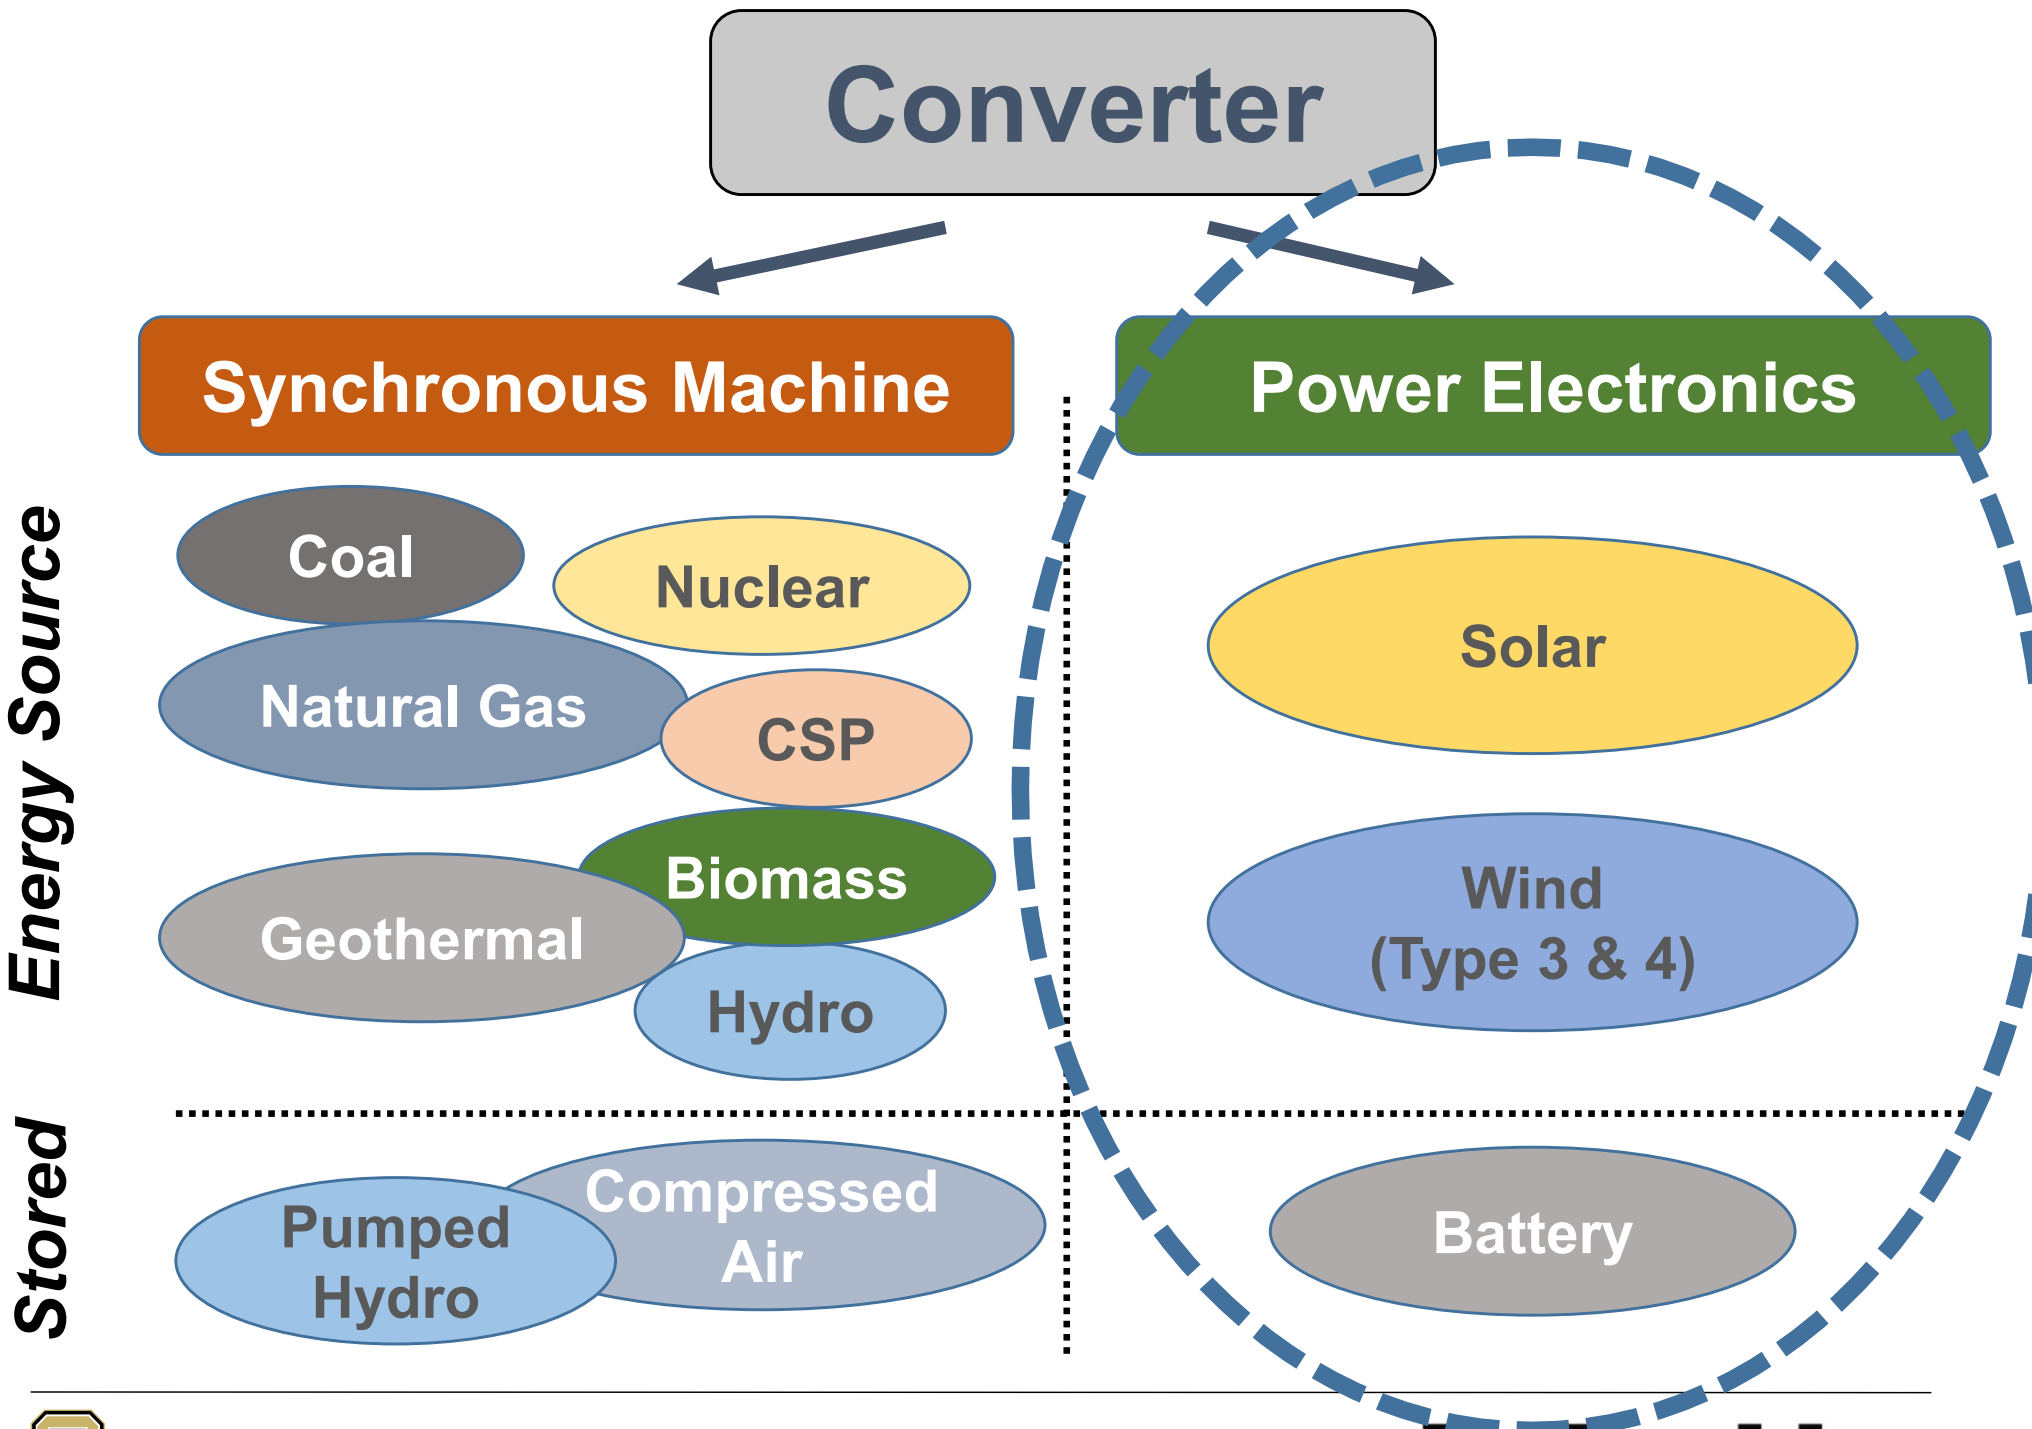 Converter
Synchronous Machine
Power Electronics
Energy Source
Coal
Nuclear
Natural Gas
CSP
Biomass
Geothermal
Hydro
Solar
Wind
(Type 3 & 4)
Stored
Pumped
Hydro
Compressed
Air
Battery